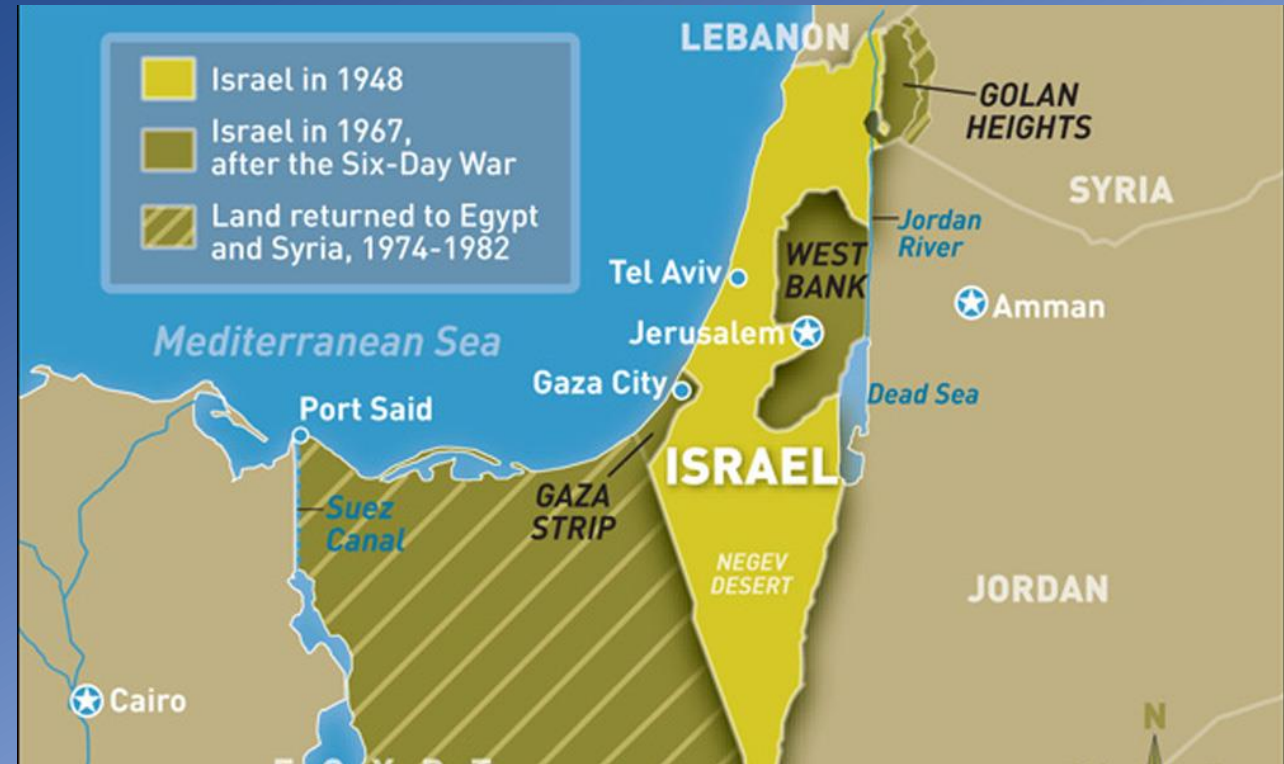 Israel in 1948
Israel in 1967,
after the Six-Day War
Land returned to Egypt
and Syria, 1974-1982
LEBANON
GOLAN
HEIGHTS
SYRIA
Jordan
River
WEST
BANK
Tel Aviv
Amman
Jerusalem
Mediterranean Sea
Gaza City
Dead Sea
Port Said
ISRAEL
GAZA
STRIP
Suez
Canal
NEGEV
DESERT
JORDAN
Cairo
N